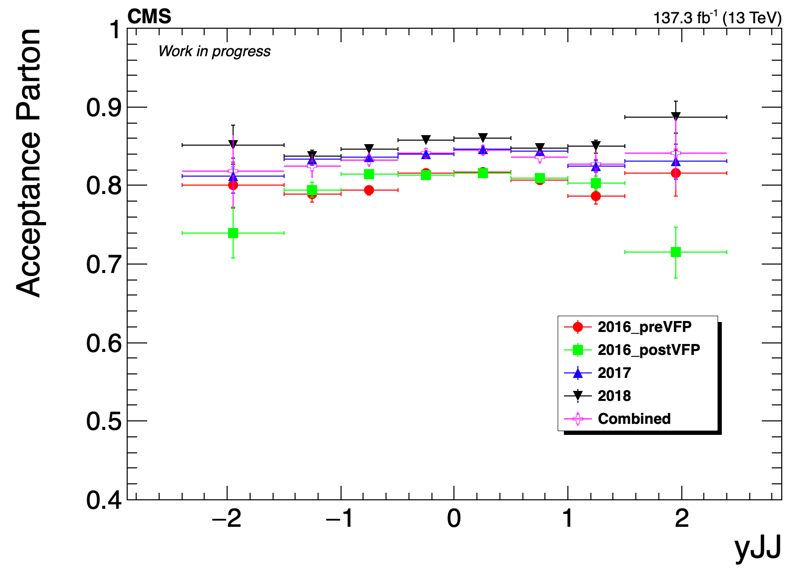 CMS
137.3 fb⁻¹ (13 TeV)
Work in progress
Acceptance Parton
1
0.9
0.8
0.7
0.6
0.5
0.4
2016_preVFP
2016_postVFP
2017
2018
Combined
−2 −1 0 1 2
yJJ